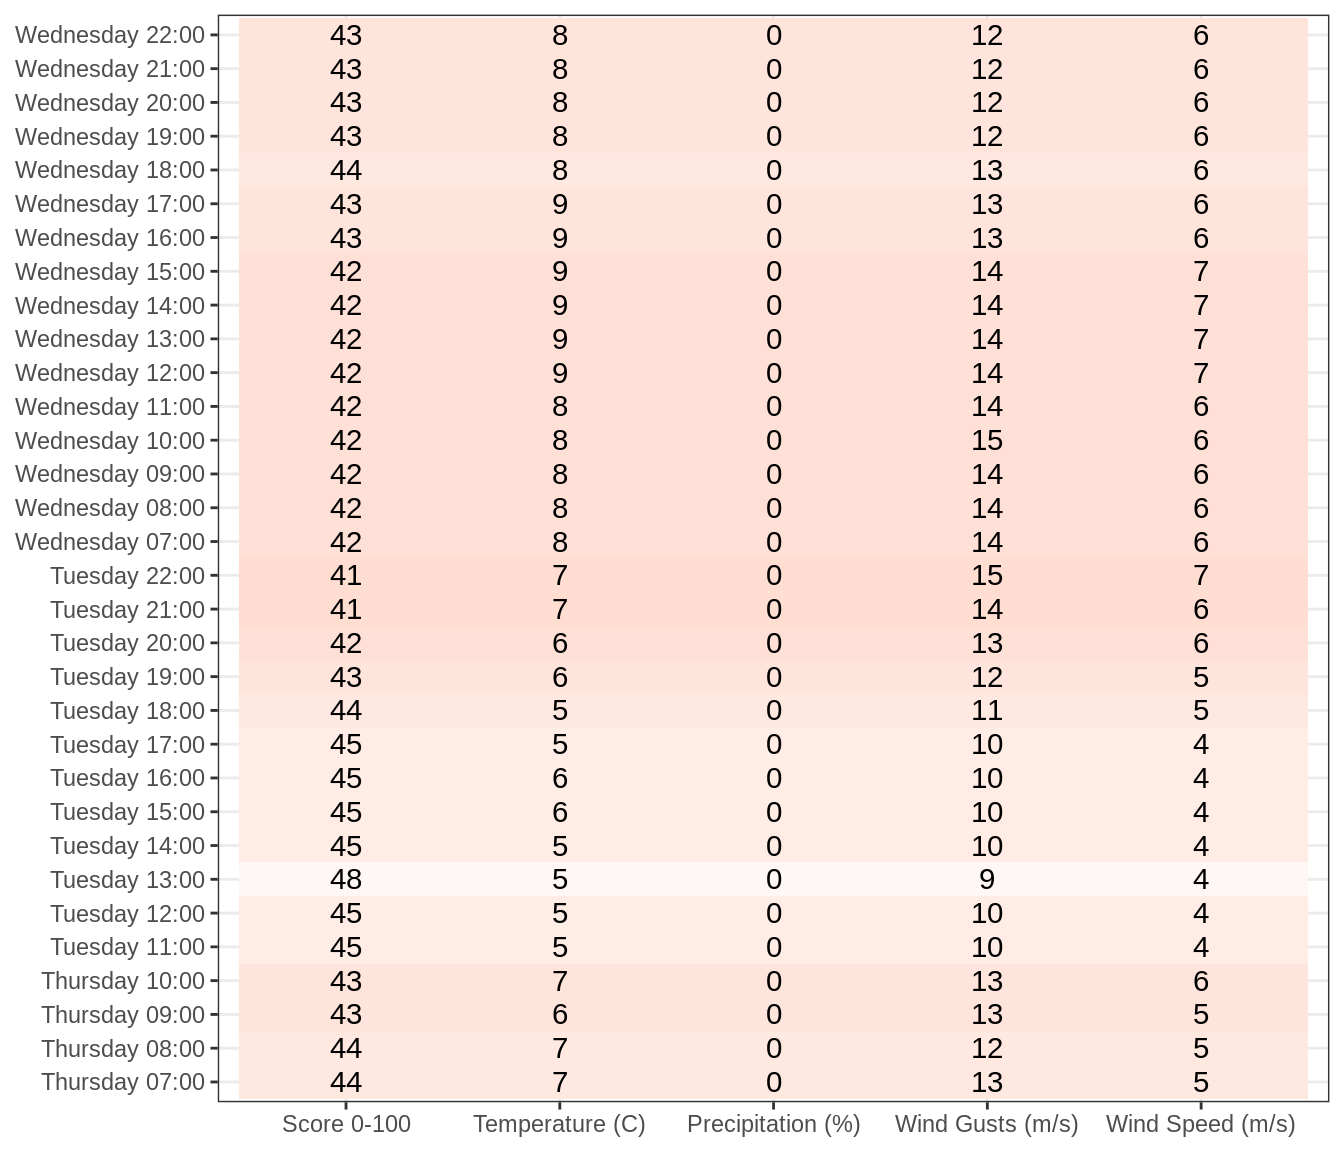 Wednesday 22:00 43 8 0 12 6
Wednesday 21:00 43 8 0 12 6
Wednesday 20:00 43 8 0 12 6
Wednesday 19:00 43 8 0 12 6
Wednesday 18:00 44 8 0 13 6
Wednesday 17:00 43 9 0 13 6
Wednesday 16:00 43 9 0 13 6
Wednesday 15:00 42 9 0 14 7
Wednesday 14:00 42 9 0 14 7
Wednesday 13:00 42 9 0 14 7
Wednesday 12:00 42 9 0 14 7
Wednesday 11:00 42 8 0 14 6
Wednesday 10:00 42 8 0 15 6
Wednesday 09:00 42 8 0 14 6
Wednesday 08:00 42 8 0 14 6
Wednesday 07:00 42 8 0 14 6
Tuesday 22:00 41 7 0 15 7
Tuesday 21:00 41 7 0 14 6
Tuesday 20:00 42 6 0 13 6
Tuesday 19:00 43 6 0 12 5
Tuesday 18:00 44 5 0 11 5
Tuesday 17:00 45 5 0 10 4
Tuesday 16:00 45 6 0 10 4
Tuesday 15:00 45 6 0 10 4
Tuesday 14:00 45 5 0 10 4
Tuesday 13:00 48 5 0 9 4
Tuesday 12:00 45 5 0 10 4
Tuesday 11:00 45 5 0 10 4
Thursday 10:00 43 7 0 13 6
Thursday 09:00 43 6 0 13 5
Thursday 08:00 44 7 0 12 5
Thursday 07:00 44 7 0 13 5
Score 0-100 Temperature (C) Precipitation (%) Wind Gusts (m/s) Wind Speed (m/s)